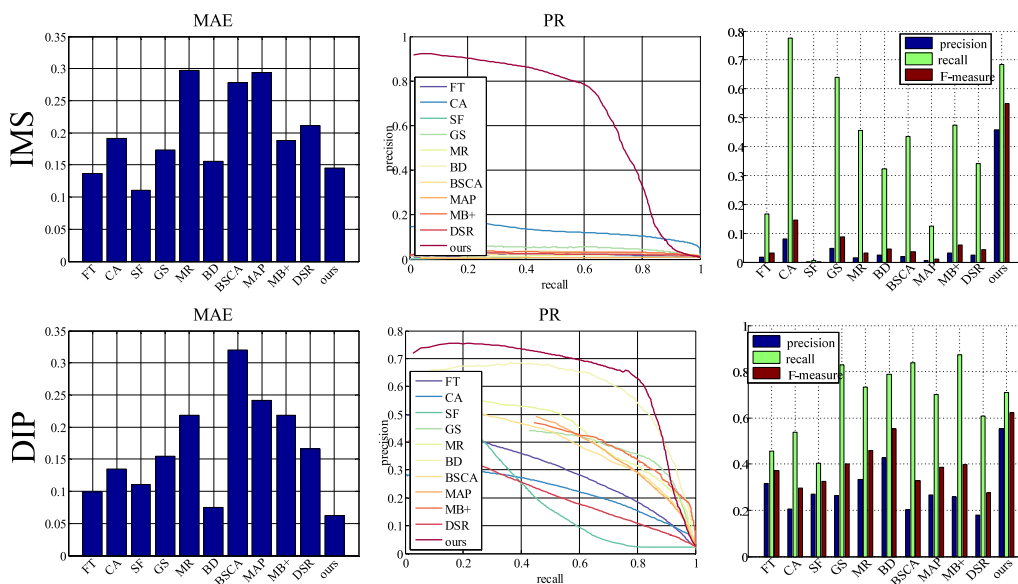 MAE
PR
IMS
0.35
0.3
0.25
0.2
0.15
0.1
0.05
0
FT
CA
SF
GS
MR
BD
BSCA
MAP
MB+
DSR
ours
1
0.8
0.6
0.4
0.2
0
precision
FT
CA
SF
GS
MR
BD
BSCA
MAP
MB+
DSR
ours
0
0.2
0.4
0.6
0.8
1
recall
0.8
0.7
0.6
0.5
0.4
0.3
0.2
0.1
0
precision
recall
F-measure
FT
CA
SF
GS
MR
BD
BSCA
MAP
MB+
DSR
ours
MAE
PR
DIP
0.35
0.3
0.25
0.2
0.15
0.1
0.05
0
FT
CA
SF
GS
MR
BD
BSCA
MAP
MB+
DSR
ours
0.8
0.7
0.6
0.5
0.4
0.3
0.2
0.1
0
precision
FT
CA
SF
GS
MR
BD
BSCA
MAP
MB+
DSR
ours
0
0.2
0.4
0.6
0.8
1
recall
1
0.8
0.6
0.4
0.2
0
precision
recall
F-measure
FT
CA
SF
GS
MR
BD
BSCA
MAP
MB+
DSR
ours